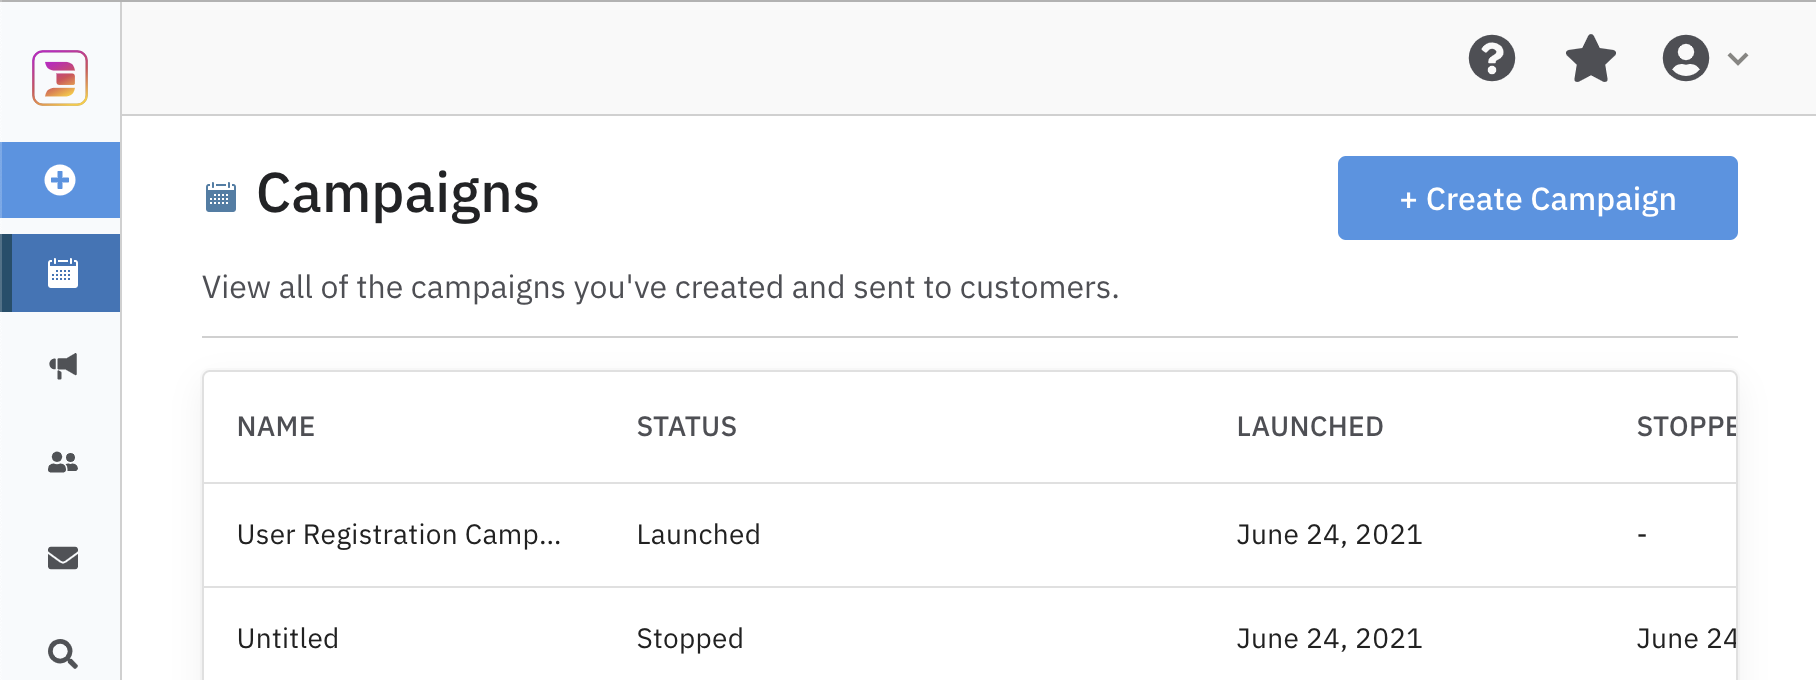 Campaigns
+ Create Campaign
View all of the campaigns you've created and sent to customers.
NAME STATUS LAUNCHED STOPPE
User Registration Camp... Launched June 24, 2021 -
Untitled Stopped June 24, 2021 June 24